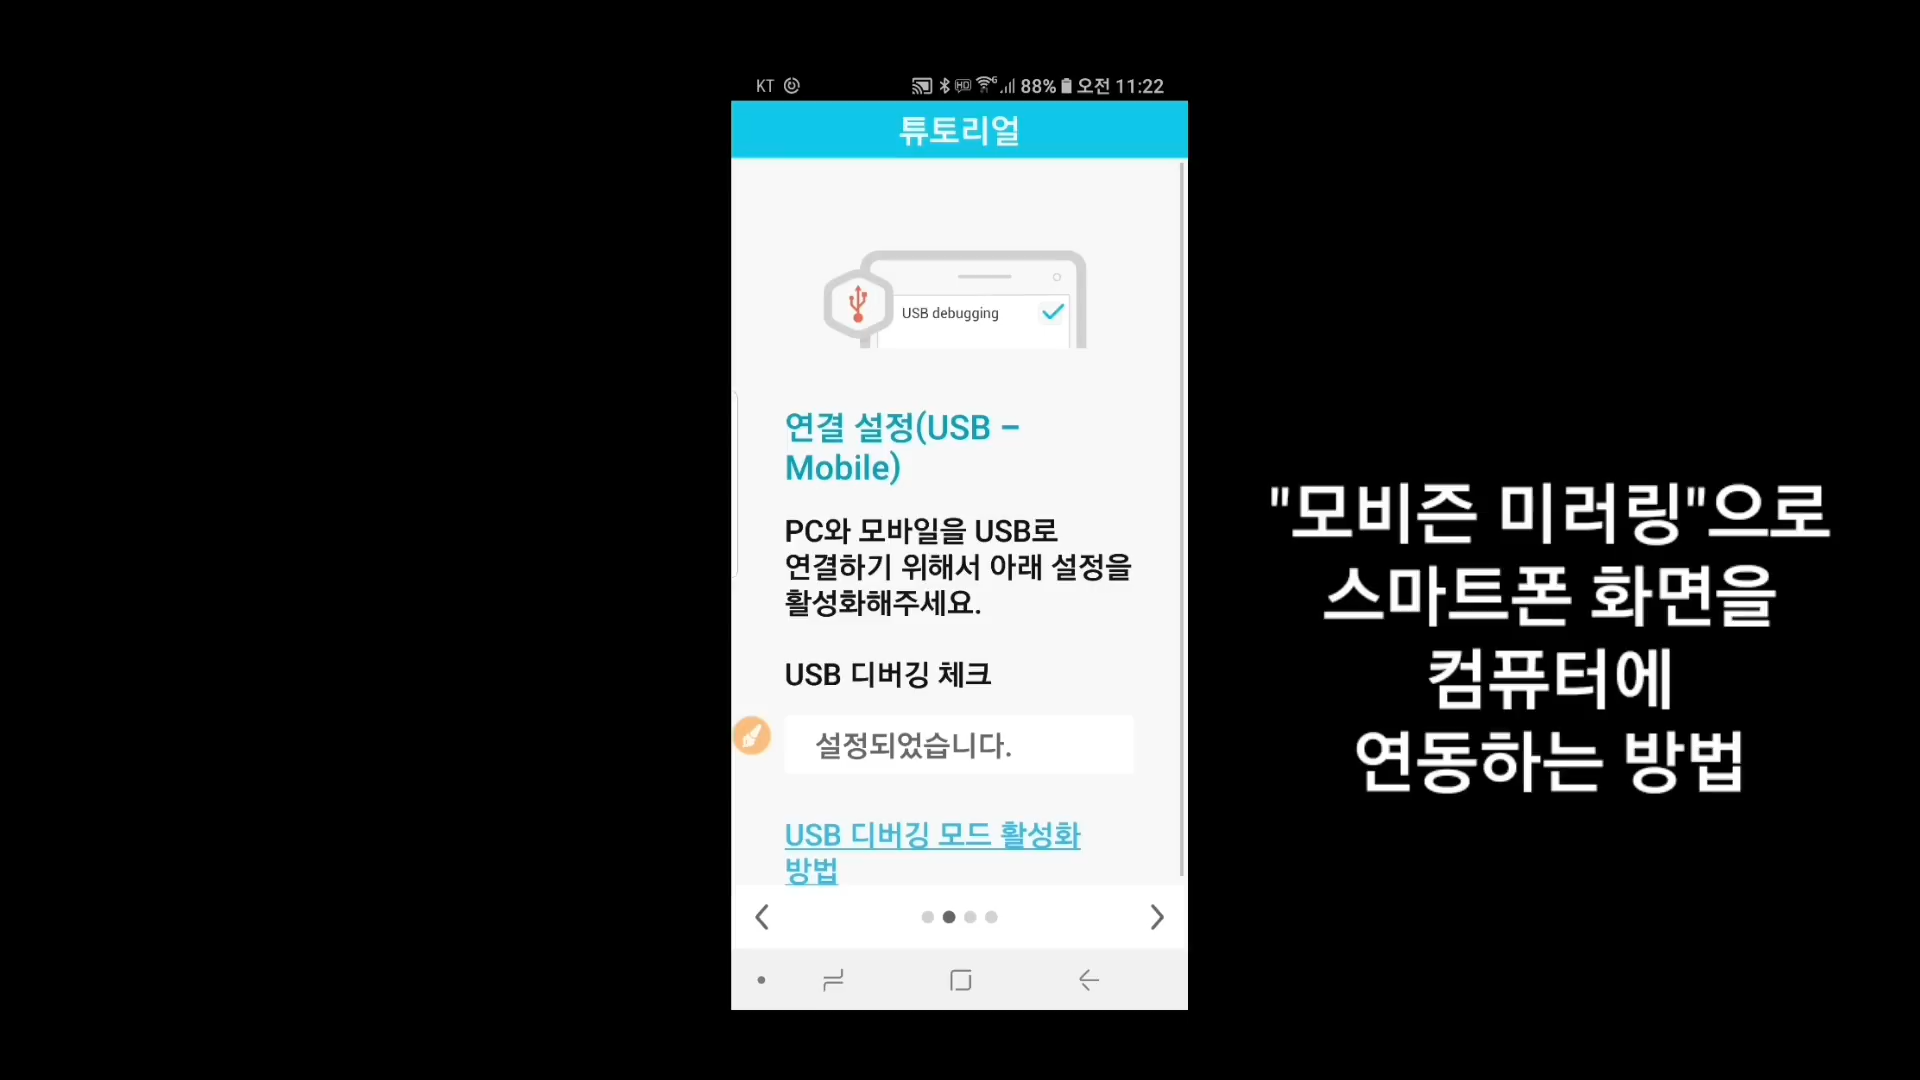 KT 88% 오전 11:22
튜토리얼
USB debugging
연결 설정(USB –
Mobile)
PC와 모바일을 USB로
연결하기 위해서 아래 설정을
활성화해주세요.
USB 디버깅 체크
설정되었습니다.
USB 디버깅 모드 활성화
방법
"모비즌 미러링"으로
스마트폰 화면을
컴퓨터에
연동하는 방법